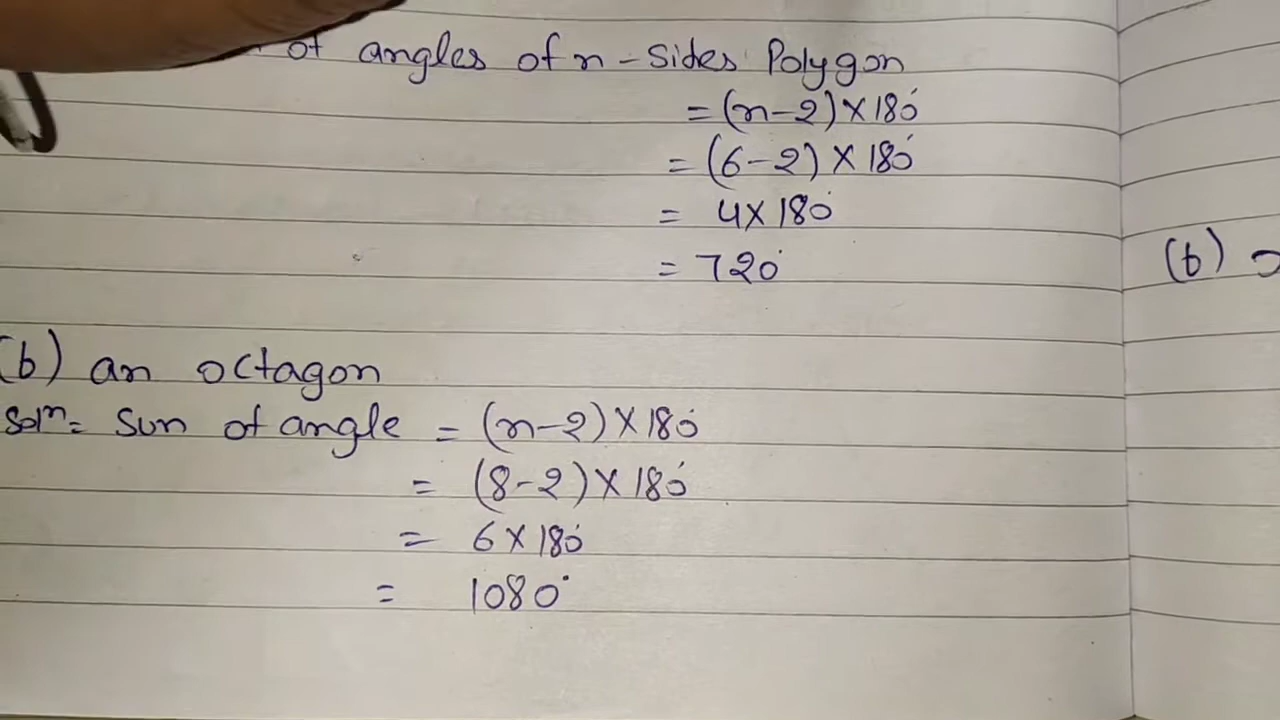 of angles of n-sides Polygon
= (n-2) × 180°
= (6-2) × 180°
= 4 × 180°
= 720°
(b) an octagon
Solⁿ = Sum of angle = (n-2) × 180°
= (8-2) × 180°
= 6 × 180°
= 1080°
(b)